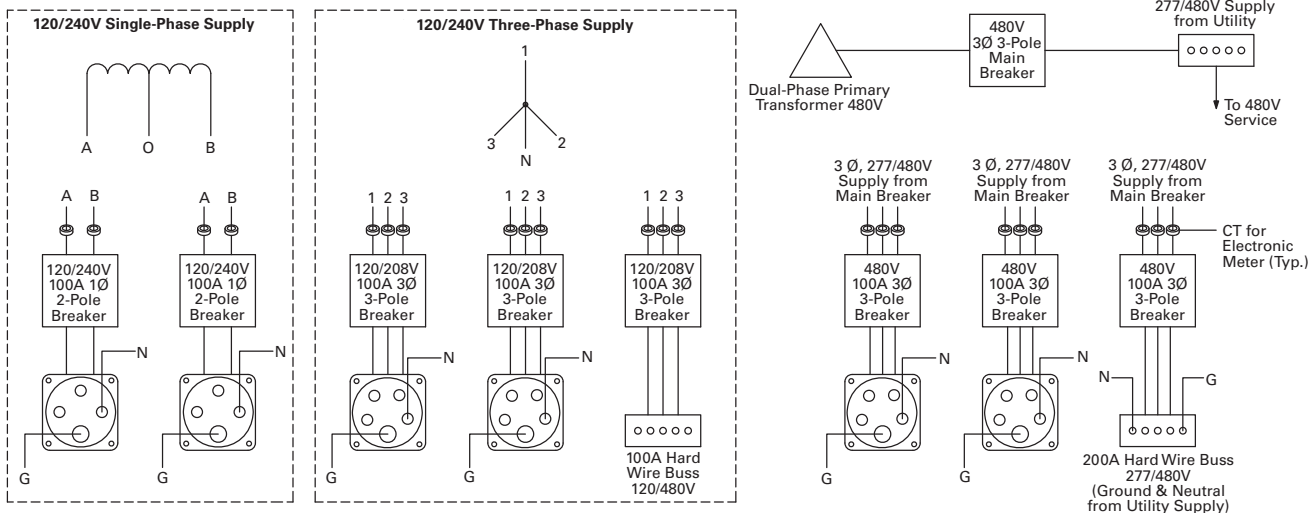 120/240V Single-Phase Supply
A
O
B
A B
A B
120/240V
100A 1Ø
2-Pole
Breaker
120/240V
100A 1Ø
2-Pole
Breaker
N
N
G
G
120/240V Three-Phase Supply
1
3
2
N
1 2 3
1 2 3
1 2 3
120/208V
100A 3Ø
3-Pole
Breaker
120/208V
100A 3Ø
3-Pole
Breaker
120/208V
100A 3Ø
3-Pole
Breaker
N
N
G
G
100A Hard
Wire Buss
120/480V
Dual-Phase Primary
Transformer 480V
480V
3Ø 3-Pole
Main
Breaker
277/480V Supply
from Utility
To 480V
Service
3 Ø, 277/480V
Supply from
Main Breaker
3 Ø, 277/480V
Supply from
Main Breaker
3 Ø, 277/480V
Supply from
Main Breaker
CT for
Electronic
Meter (Typ.)
480V
100A 3Ø
3-Pole
Breaker
480V
100A 3Ø
3-Pole
Breaker
480V
100A 3Ø
3-Pole
Breaker
N
N
N
G
G
G
200A Hard Wire Buss
277/480V
(Ground & Neutral
from Utility Supply)